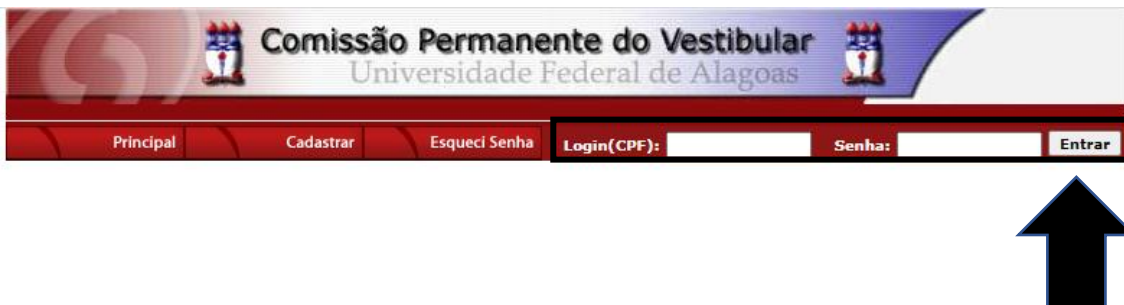 Comissão Permanente do Vestibular
Universidade Federal de Alagoas
Principal Cadastrar Esqueci Senha Login(CPF): Senha: Entrar